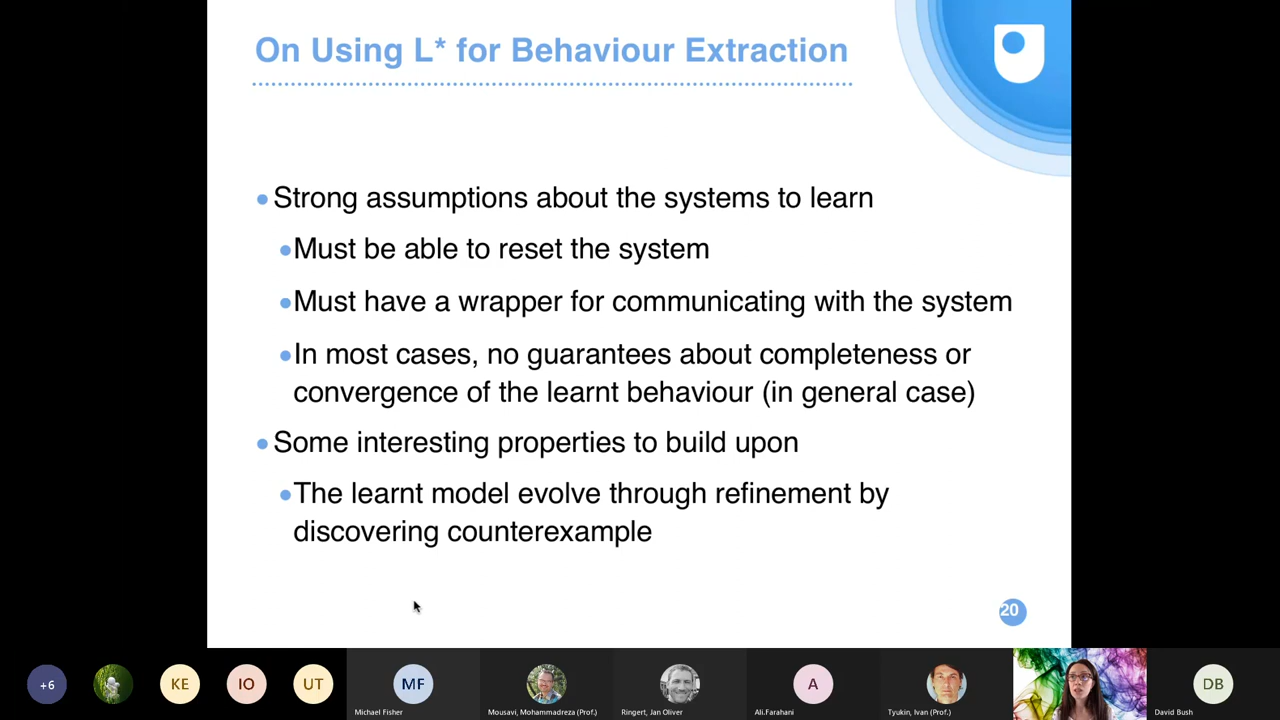 On Using L* for Behaviour Extraction
Strong assumptions about the systems to learn
Must be able to reset the system
Must have a wrapper for communicating with the system
In most cases, no guarantees about completeness or
convergence of the learnt behaviour (in general case)
Some interesting properties to build upon
The learnt model evolve through refinement by
discovering counterexample
20
+6
KE
IO
UT
MF
A
DB
Michael Fisher
Mousavi, Mohammadreza (Prof.)
Ringert, Jan Oliver
Ali.Farahani
Tyukin, Ivan (Prof.)
David Bush